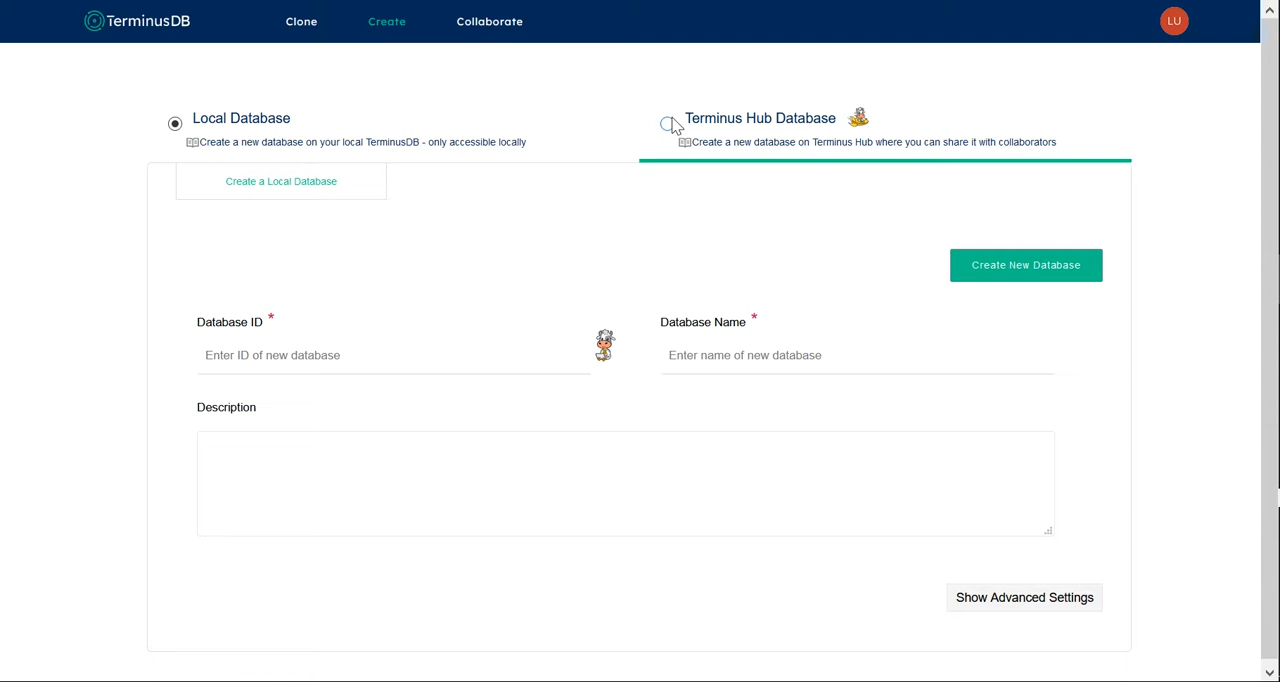 TerminusDB
Clone
Create
Collaborate
LU
Local Database
Create a new database on your local TerminusDB - only accessible locally
Terminus Hub Database
Create a new database on Terminus Hub where you can share it with collaborators
Create a Local Database
Create New Database
Database ID *
Enter ID of new database
Database Name *
Enter name of new database
Description
Show Advanced Settings